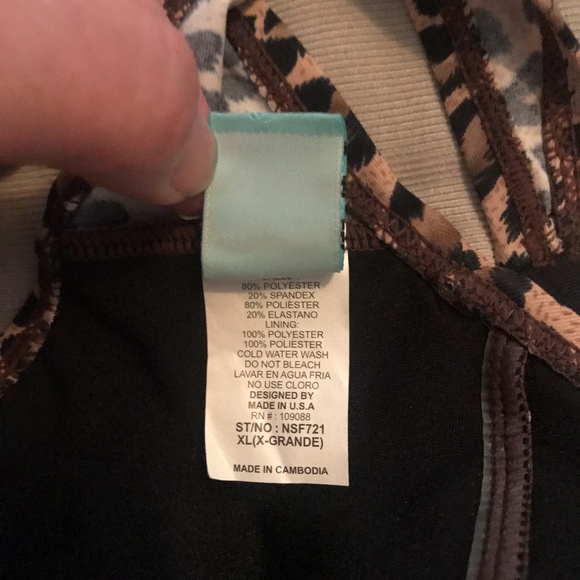 80% POLYESTER
20% SPANDEX
80% POLIESTER
20% ELASTANO
LINING:
100% POLYESTER
100% POLIESTER
COLD WATER WASH
DO NOT BLEACH
LAVAR EN AGUA FRIA
NO USE CLORO
DESIGNED BY
MADE IN U.S.A
RN # : 109088
ST/NO : NSF721
XL(X-GRANDE)
MADE IN CAMBODIA